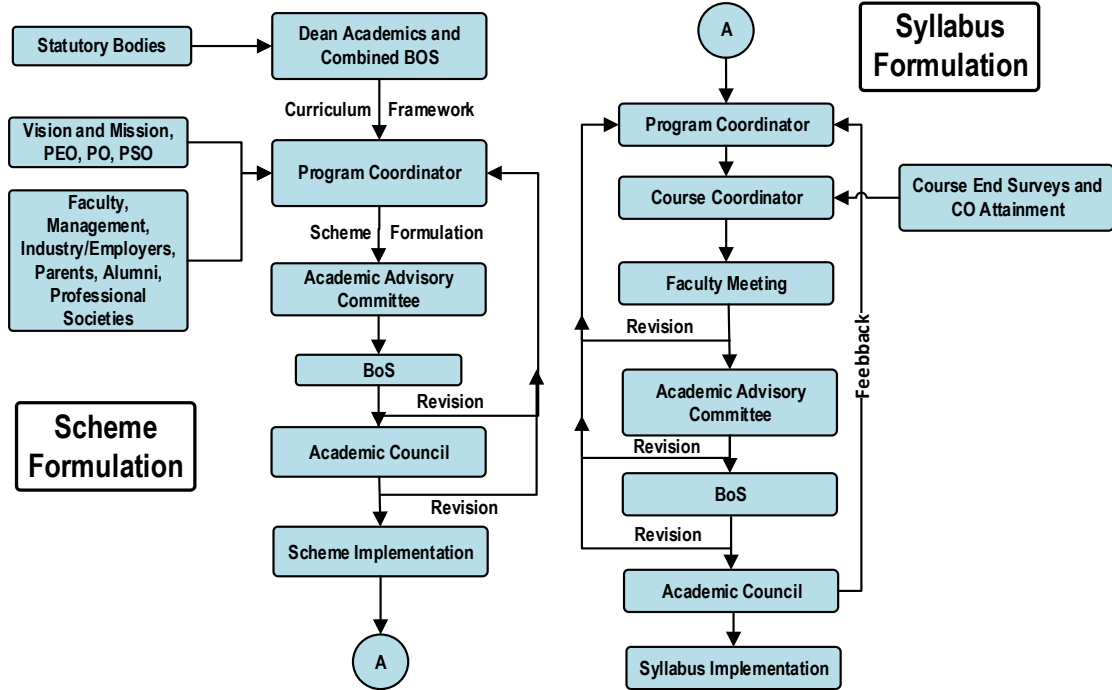 Statutory Bodies
Dean Academics and
Combined BOS
Curriculum Framework
Vision and Mission,
PEO, PO, PSO
Program Coordinator
Faculty,
Management,
Industry/Employers,
Parents, Alumni,
Professional
Societies
Scheme Formulation
Academic Advisory
Committee
BoS
Revision
Scheme
Formulation
Academic Council
Revision
Scheme Implementation
A
A
Syllabus
Formulation
Program Coordinator
Course Coordinator
Course End Surveys and
CO Attainment
Faculty Meeting
Revision
Feebback
Academic Advisory
Committee
Revision
BoS
Revision
Academic Council
Syllabus Implementation